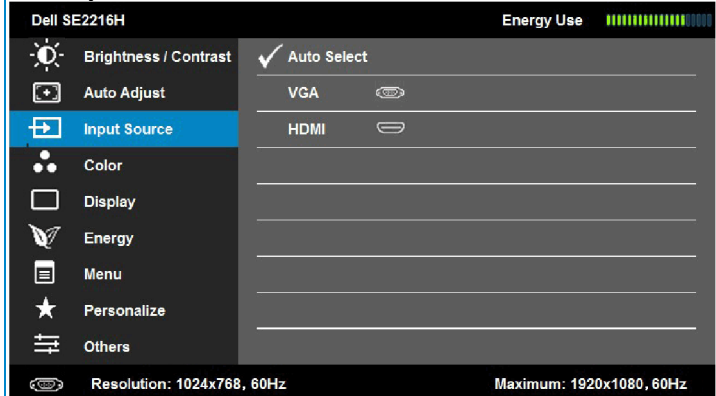 Dell SE2216H Energy Use
Brightness / Contrast Auto Select
Auto Adjust VGA
Input Source HDMI
Color
Display
Energy
Menu
Personalize
Others
Resolution: 1024x768, 60Hz Maximum: 1920x1080, 60Hz